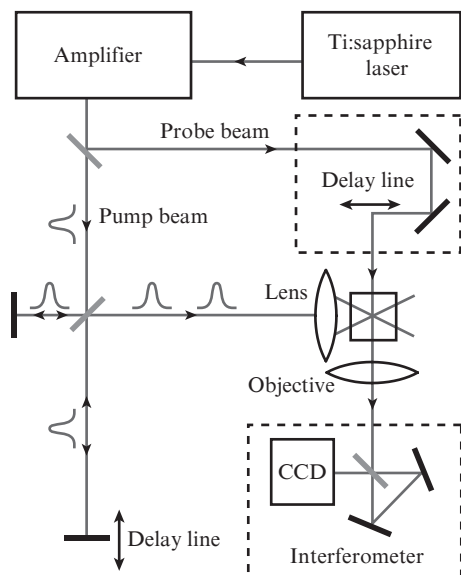 Amplifier
Ti:sapphire
laser
Probe beam
Delay line
Pump beam
Lens
Objective
CCD
Delay line
Interferometer